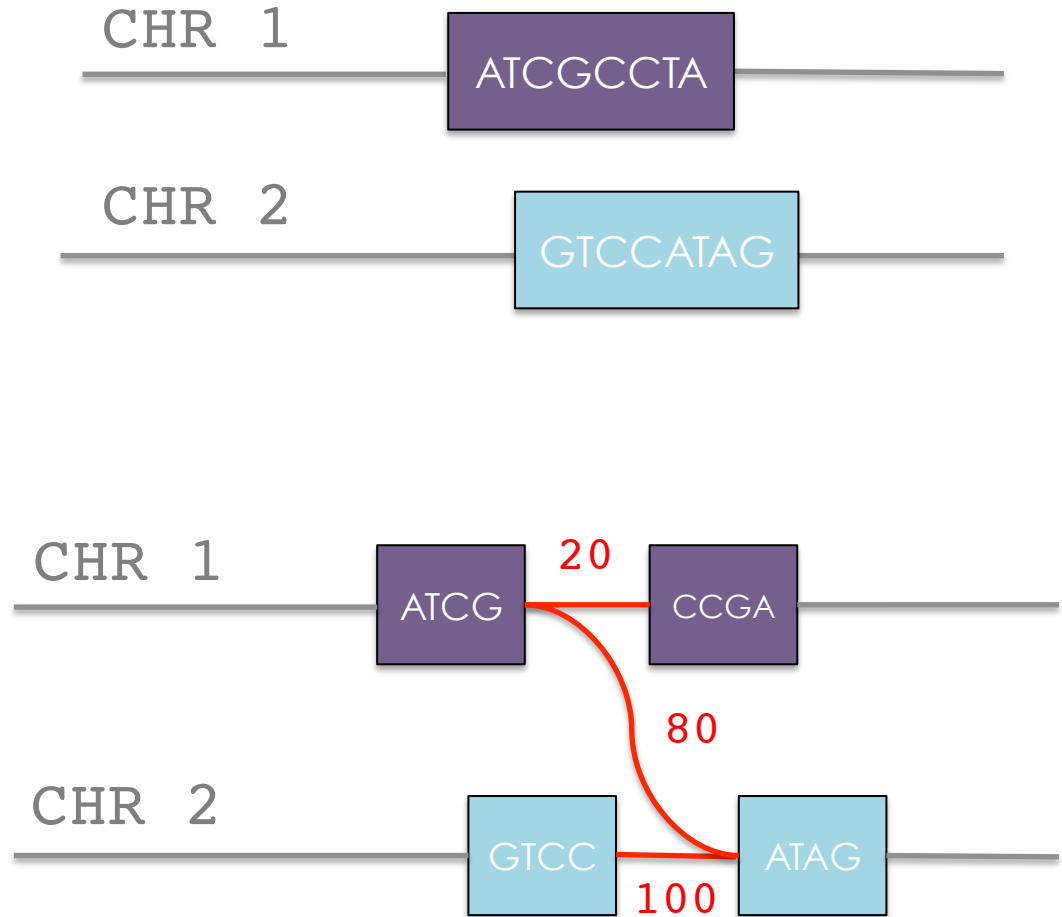 CHR 1
ATCGCCTA
CHR 2
GTCCATAG
CHR 1
20
ATCG
CCGA
80
CHR 2
GTCC
ATAG
100